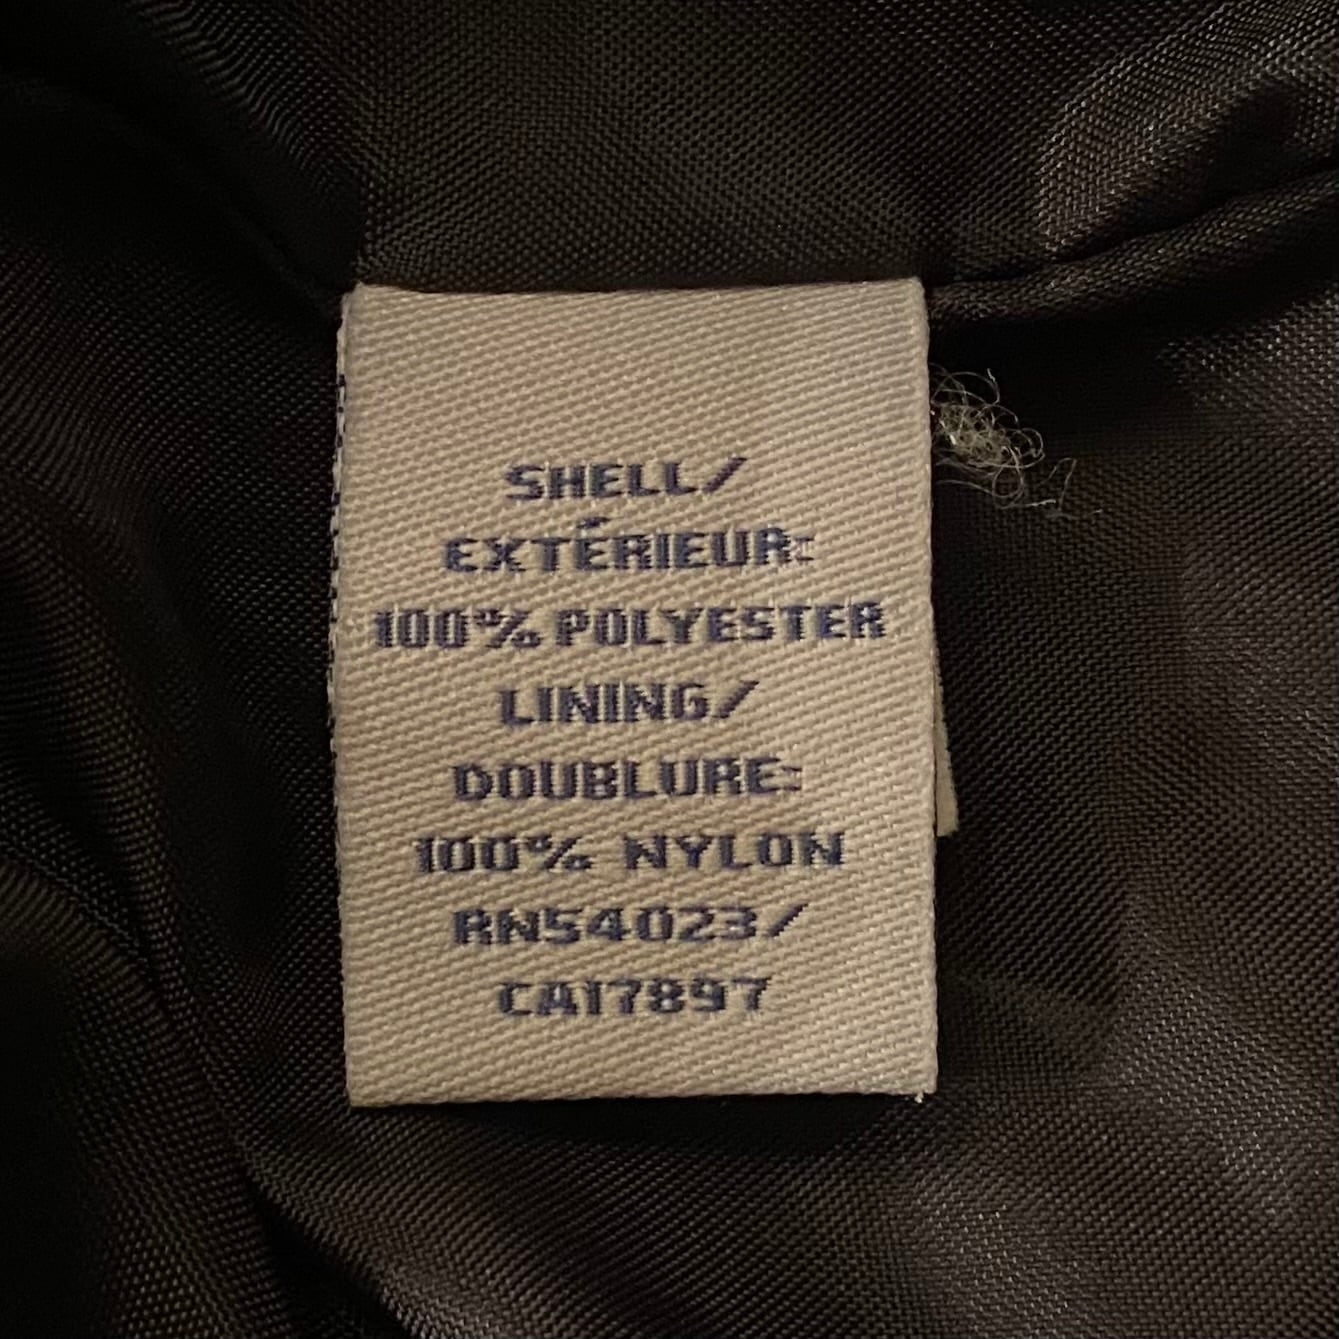 SHELL/
EXTÉRIEUR:
100% POLYESTER
LINING/
DOUBLURE:
100% NYLON
RN54023/
CA17897